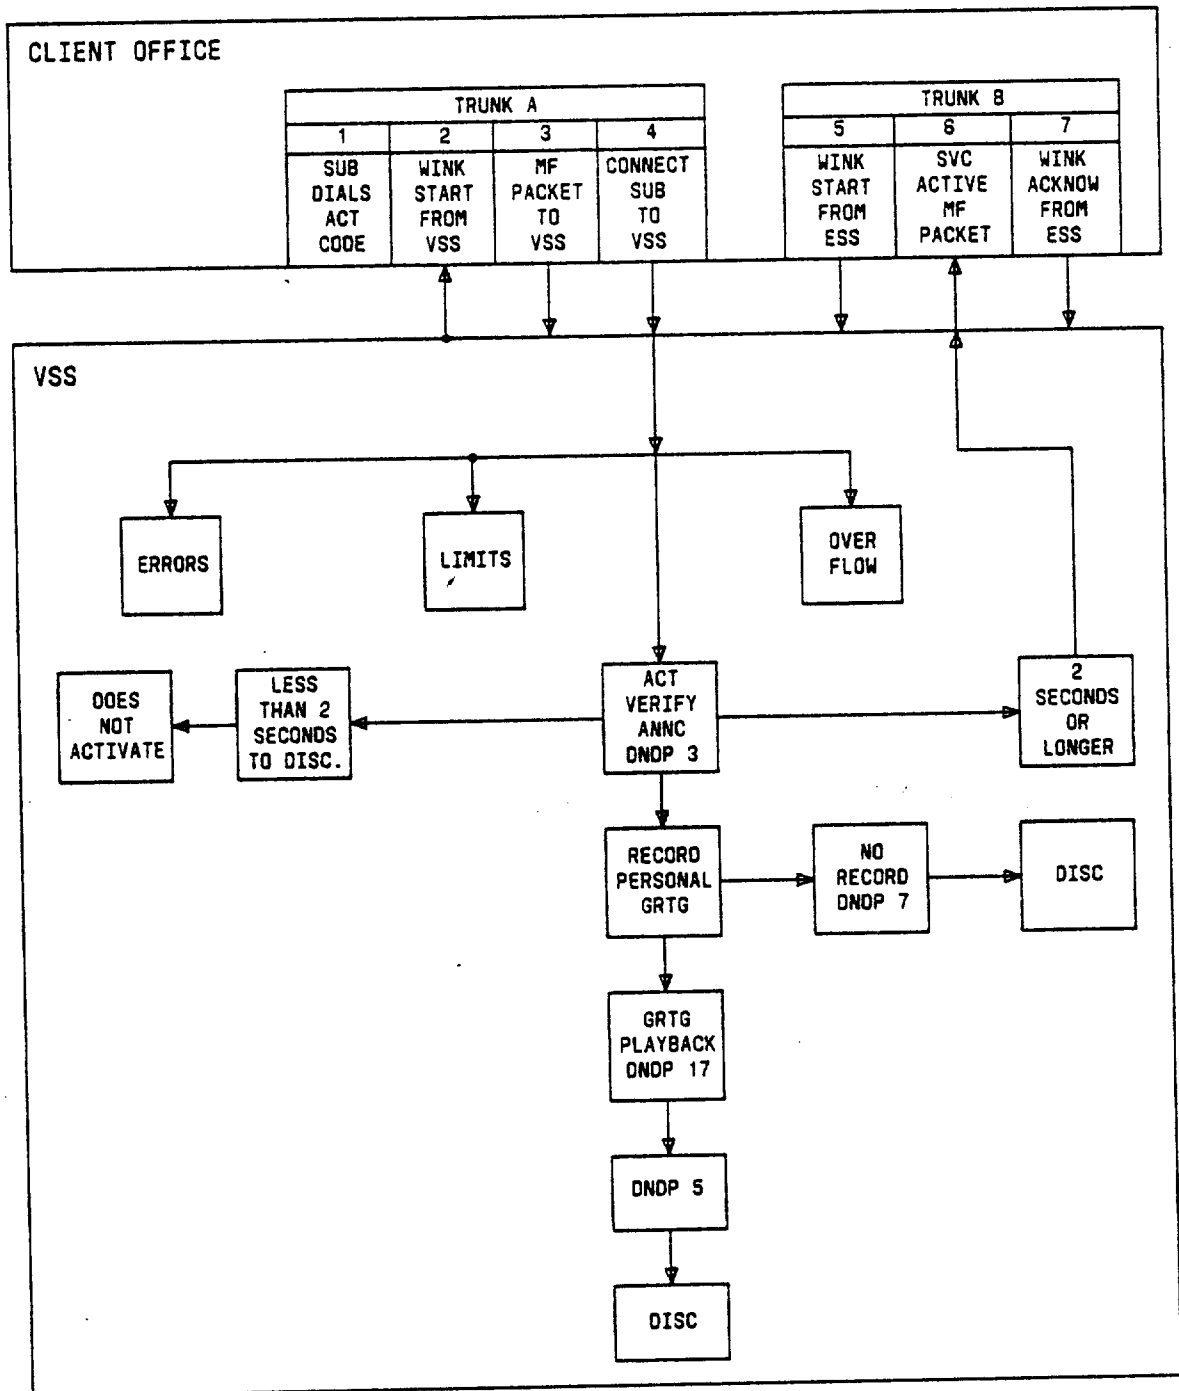 CLIENT OFFICE
TRUNK A
1
2
3
4
SUB
DIALS
ACT
CODE
WINK
START
FROM
VSS
MF
PACKET
TO
VSS
CONNECT
SUB
TO
VSS
TRUNK B
5
6
7
WINK
START
FROM
ESS
SVC
ACTIVE
MF
PACKET
WINK
ACKNOW
FROM
ESS
VSS
ERRORS
LIMITS
OVER
FLOW
DOES
NOT
ACTIVATE
LESS
THAN 2
SECONDS
TO DISC.
ACT
VERIFY
ANNC
DNDP 3
2
SECONDS
OR
LONGER
RECORD
PERSONAL
GRTG
NO
RECORD
DNDP 7
DISC
GRTG
PLAYBACK
DNDP 17
DNDP 5
DISC